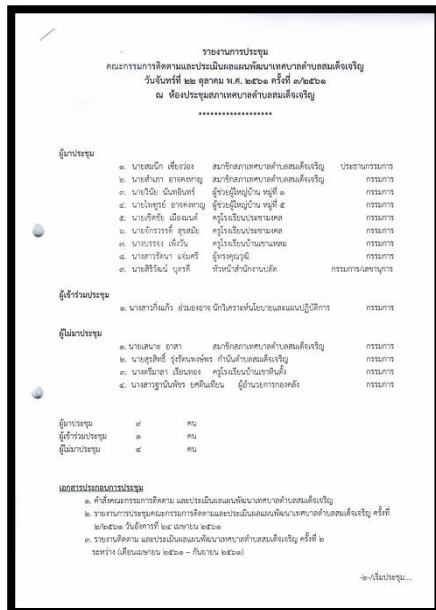 รายงานการประชุม
คณะกรรมการติดตามและประเมินผลแผนพัฒนาเทศบาลตำบลสมเด็จเจริญ
วันจันทร์ที่ ๒๒ ตุลาคม พ.ศ. ๒๕๖๑ ครั้งที่ ๓/๒๕๖๑
ณ ห้องประชุมสภาเทศบาลตำบลสมเด็จเจริญ
*******************
ผู้มาประชุม
๑. นายสมนึก เซี่ยงว่อง สมาชิกสภาเทศบาลตำบลสมเด็จเจริญ ประธานกรรมการ
๒. นายสำเภา อาจคงหาญ สมาชิกสภาเทศบาลตำบลสมเด็จเจริญ กรรมการ
๓. นายวินัย นันทอินทร์ ผู้ช่วยผู้ใหญ่บ้าน หมู่ที่ ๑ กรรมการ
๔. นายไพฑูรย์ อาจคงหาญ ผู้ช่วยผู้ใหญ่บ้าน หมู่ที่ ๕ กรรมการ
๕. นายเชิดชัย เมืองมนต์ ครูโรงเรียนประชามงคล กรรมการ
๖. นายจักรวรรดิ์ สุขสมัย ครูโรงเรียนประชามงคล กรรมการ
๗. นางบรรจง เพ็งวัน ครูโรงเรียนบ้านเขาแหลม กรรมการ
๘. นางสาวรัตนา แจ่มศรี ผู้ทรงคุณวุฒิ กรรมการ
๙. นายสิริวัฒน์ บุตรดี หัวหน้าสำนักงานปลัด กรรมการ/เลขานุการ
ผู้เข้าร่วมประชุม
๑. นางสาวกิ่งแก้ว อ่วมองอาจ นักวิเคราะห์นโยบายและแผนปฏิบัติการ กรรมการ
ผู้ไม่มาประชุม
๑. นายเสนาะ อาสา สมาชิกสภาเทศบาลตำบลสมเด็จเจริญ กรรมการ
๒. นายสุรสิทธิ์ รุ่งรัตนพงษ์พร กำนันตำบลสมเด็จเจริญ กรรมการ
๓. นางศรีมาลา เรือนทอง ครูโรงเรียนบ้านเขาหินตั้ง กรรมการ
๔. นางสาวฐานันพัชร ยศตีนเทียน ผู้อำนวยการกองคลัง กรรมการ
ผู้มาประชุม ๙ คน
ผู้เข้าร่วมประชุม ๑ คน
ผู้ไม่มาประชุม ๔ คน
เอกสารประกอบการประชุม
๑. คำสั่งคณะกรรมการติดตาม และประเมินผลแผนพัฒนาเทศบาลตำบลสมเด็จเจริญ
๒. รายงานการประชุมคณะกรรมการติดตามและประเมินผลแผนพัฒนาเทศบาลตำบลสมเด็จเจริญ ครั้งที่
๒/๒๕๖๑ วันอังคารที่ ๒๔ เมษายน ๒๕๖๑
๓. รายงานติดตาม และประเมินผลแผนพัฒนาเทศบาลตำบลสมเด็จเจริญ ครั้งที่ ๒
ระหว่าง (เดือนเมษายน ๒๕๖๑ – กันยายน ๒๕๖๑)
-๒-/เริ่มประชุม....